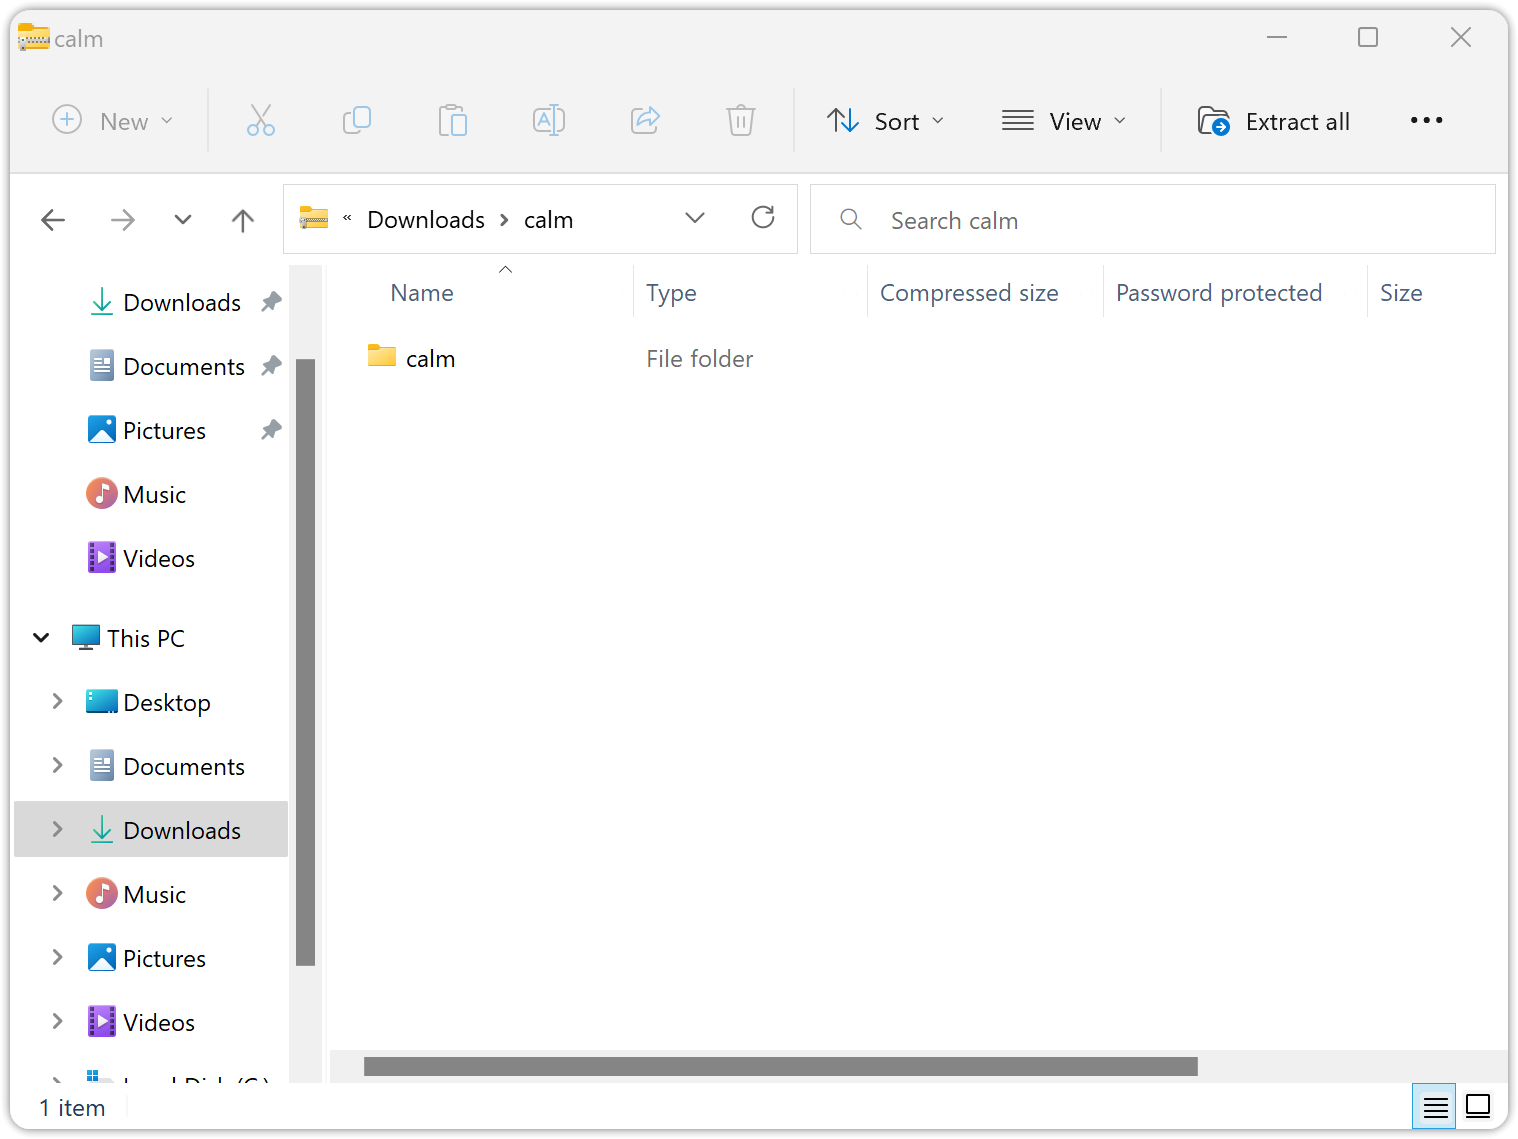 calm
New
Sort
View
Extract all
« Downloads > calm
Search calm
Name
Type
Compressed size
Password protected
Size
calm
File folder
Downloads
Documents
Pictures
Music
Videos
This PC
Desktop
Documents
Downloads
Music
Pictures
Videos
1 item